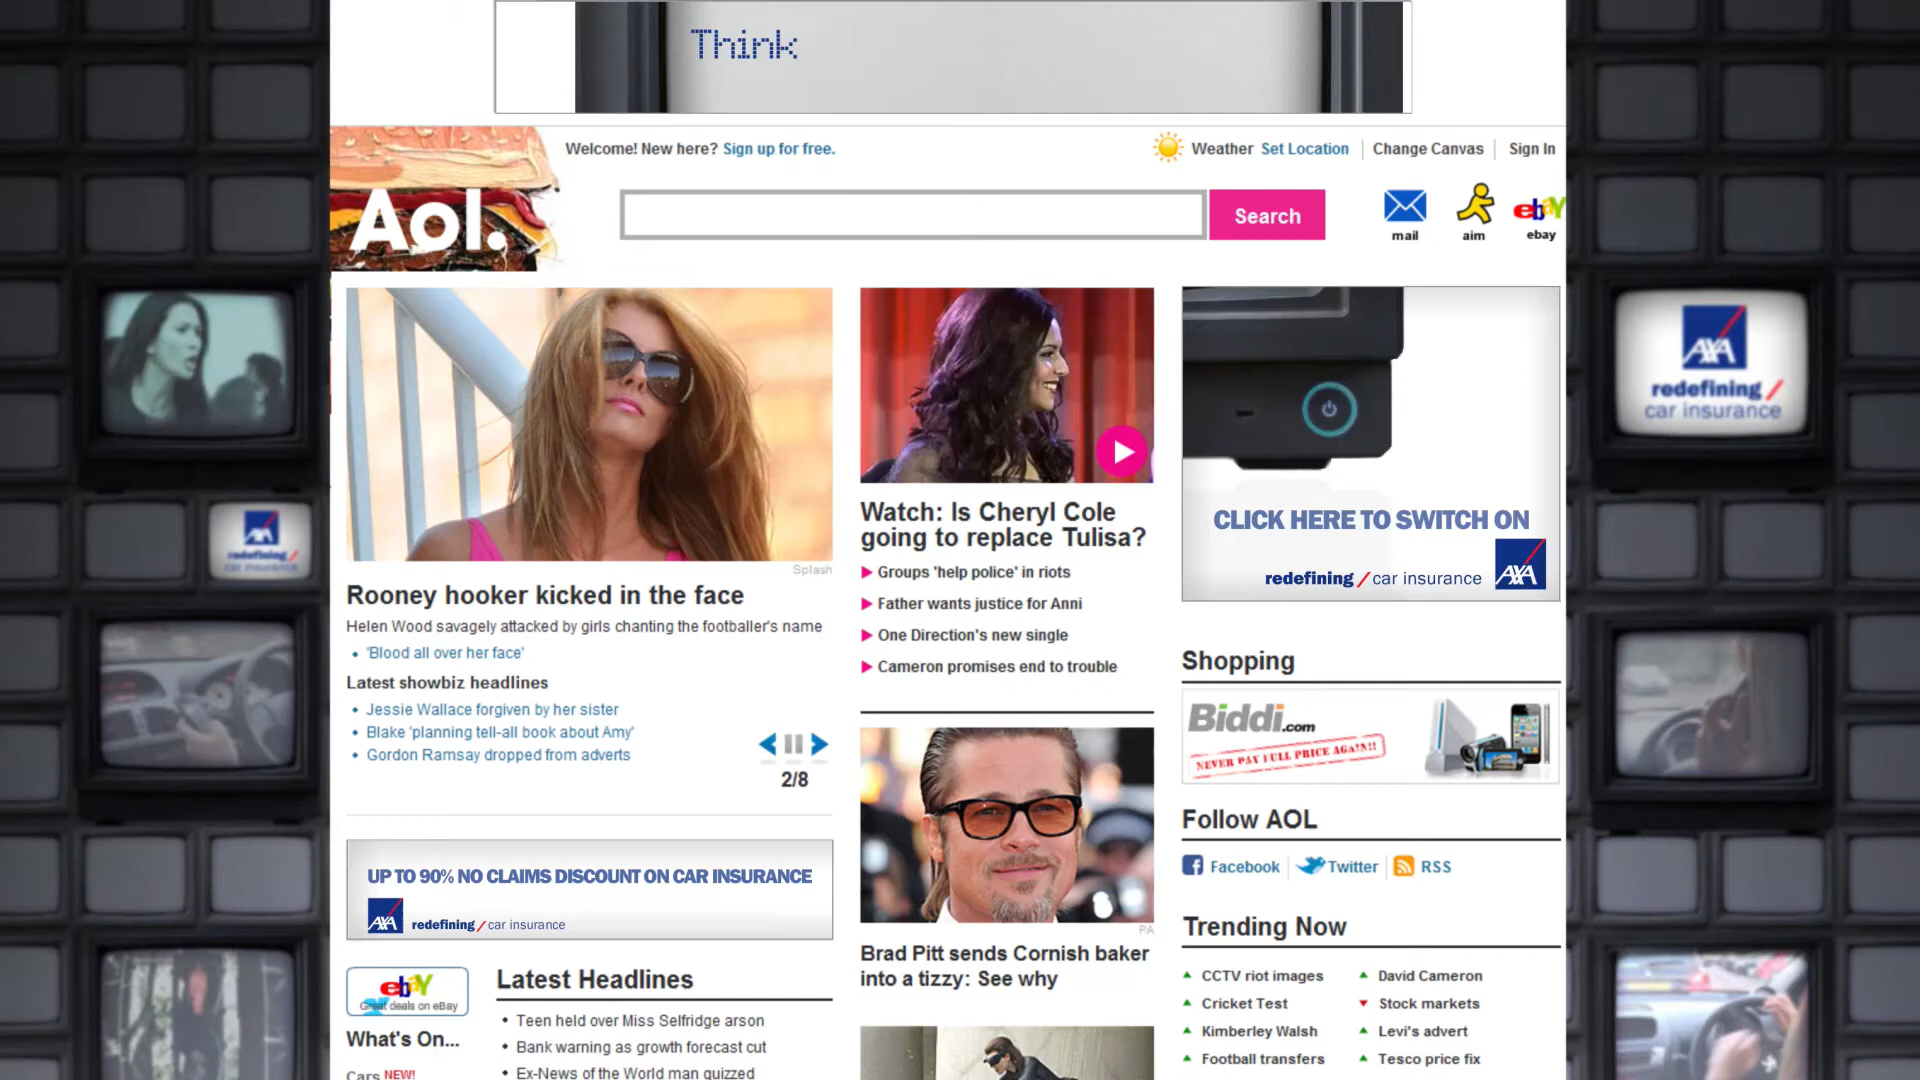 Think
Welcome! New here? Sign up for free.
Weather Set Location
Change Canvas
Sign In
Aol.
Search
mail
aim
ebay
ebay
Splash
Rooney hooker kicked in the face
Helen Wood savagely attacked by girls chanting the footballer's name
'Blood all over her face'
Latest showbiz headlines
Jessie Wallace forgiven by her sister
Blake 'planning tell-all book about Amy'
Gordon Ramsay dropped from adverts
2/8
UP TO 90% NO CLAIMS DISCOUNT ON CAR INSURANCE
AXA redefining / car insurance
ebay
Great deals on eBay
What's On...
Cars NEW!
Latest Headlines
Teen held over Miss Selfridge arson
Bank warning as growth forecast cut
Ex-News of the World man quizzed
Watch: Is Cheryl Cole
going to replace Tulisa?
Groups 'help police' in riots
Father wants justice for Anni
One Direction's new single
Cameron promises end to trouble
PA
Brad Pitt sends Cornish baker
into a tizzy: See why
CLICK HERE TO SWITCH ON
redefining / car insurance AXA
Shopping
Biddi.com
NEVER PAY FULL PRICE AGAIN!!
Follow AOL
Facebook
Twitter
RSS
Trending Now
CCTV riot images
David Cameron
Cricket Test
Stock markets
Kimberley Walsh
Levi's advert
Football transfers
Tesco price fix
AXA
redefining /
car insurance
AXA
redefining /
car insurance